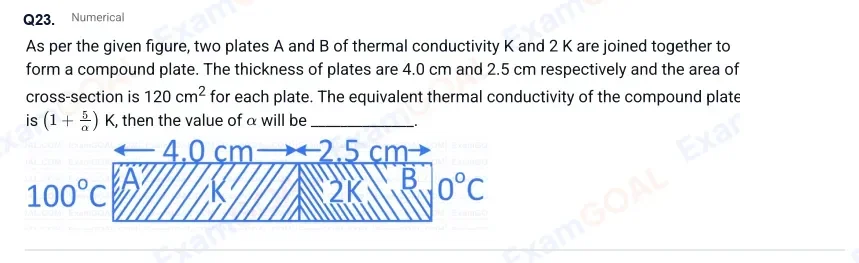 Q23. Numerical
As per the given figure, two plates A and B of thermal conductivity K and 2 K are joined together to
form a compound plate. The thickness of plates are 4.0 cm and 2.5 cm respectively and the area of
cross-section is 120 cm² for each plate. The equivalent thermal conductivity of the compound plate
is (1 + 5/α) K, then the value of α will be ____________.
4.0 cm 2.5 cm
100°C A K 2K B 0°C
ExamGOAL